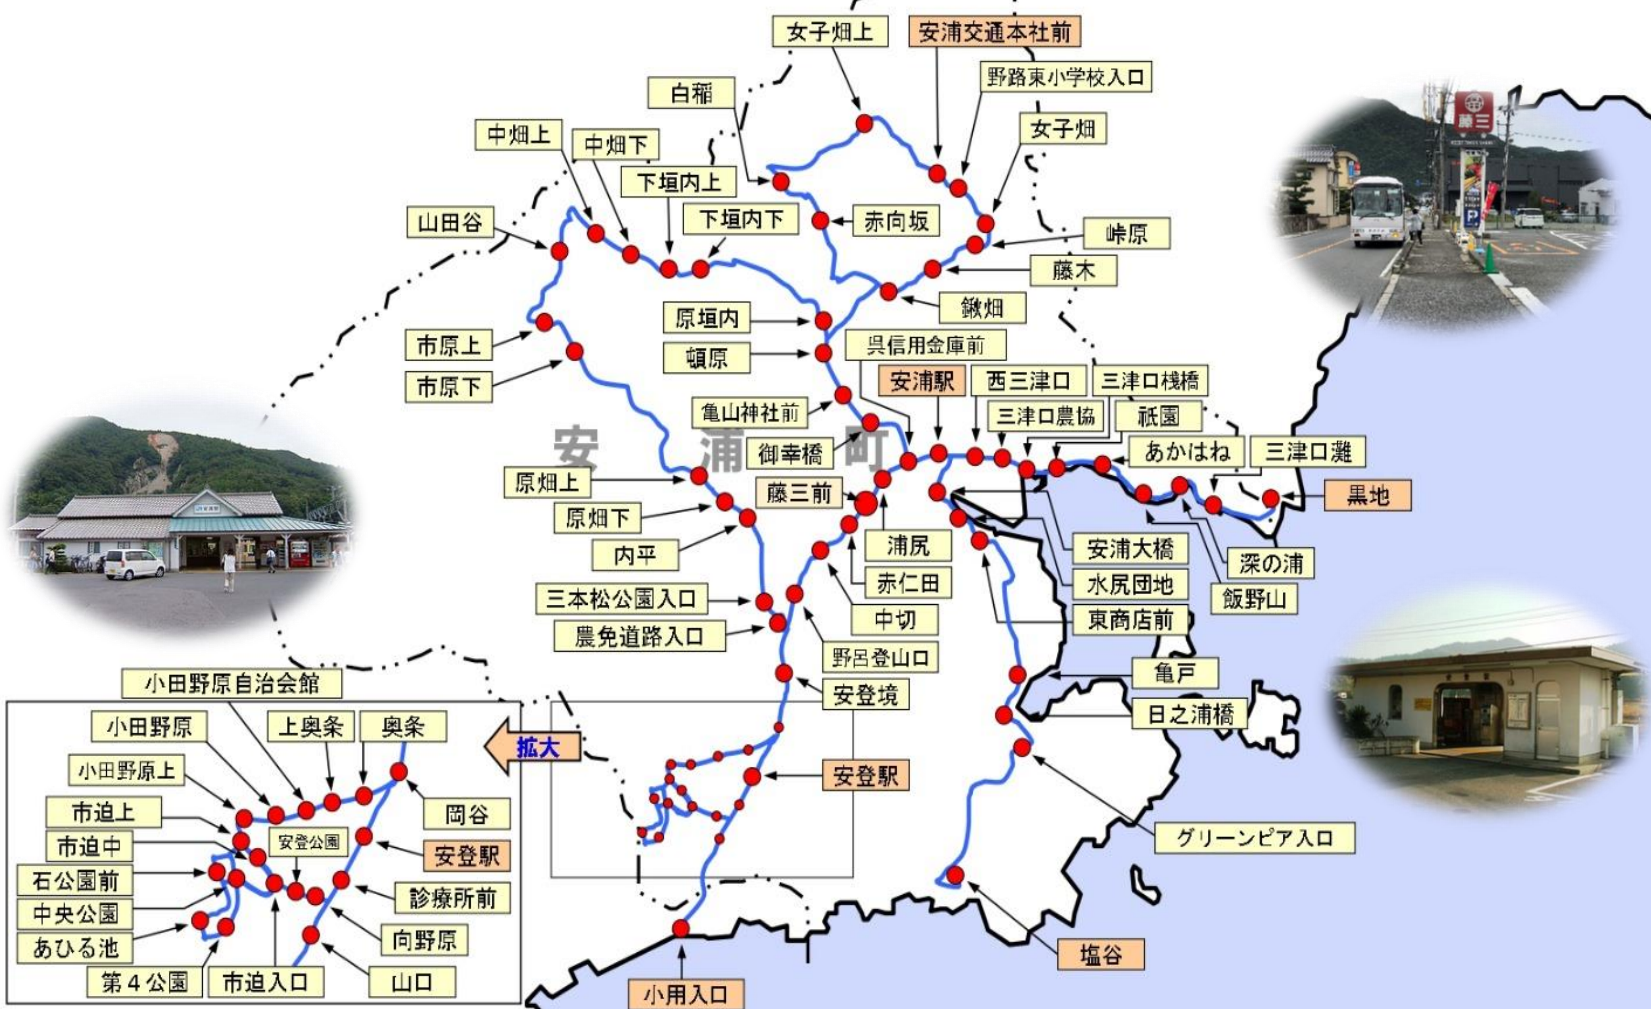 女子畑上
安浦交通本社前
野路東小学校入口
白稲
女子畑
中畑上
中畑下
下垣内上
下垣内下
山田谷
赤向坂
峠原
藤木
鍬畑
原垣内
頓原
市原上
市原下
呉信用金庫前
安浦駅
西三津口
三津口桟橋
三津口農協
祇園
亀山神社前
御幸橋
安浦町
あかはね
三津口灘
原畑上
藤三前
黒地
原畑下
内平
浦尻
安浦大橋
深の浦
赤仁田
水尻団地
飯野山
三本松公園入口
中切
東商店前
農免道路入口
野呂登山口
亀戸
安登境
日之浦橋
小田野原自治会館
小田野原
上奥条
奥条
拡大
安登駅
小田野原上
岡谷
市迫上
市迫中
安登公園
安登駅
グリーンピア入口
石公園前
診療所前
中央公園
あひる池
向野原
第4公園
市迫入口
山口
塩谷
小用入口
藤三
P